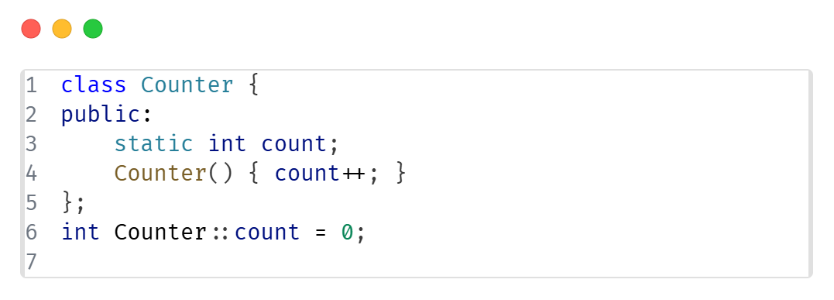 1 class Counter {
2 public:
3     static int count;
4     Counter() { count++; }
5 };
6 int Counter::count = 0;
7